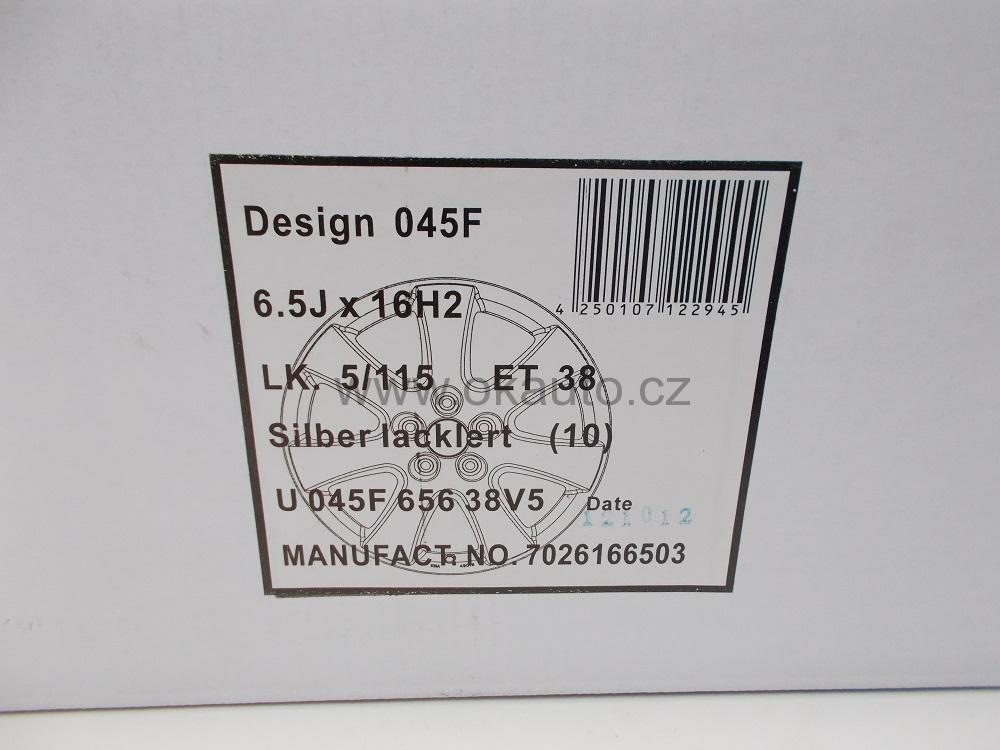 Design 045F
4 250107 122945
6.5J x 16H2
LK. 5/115 ET 38
www.okauto.cz
Silber lacklert (10)
U 045F 656 38V5 Date
121012
MANUFACT. NO. 7026166503